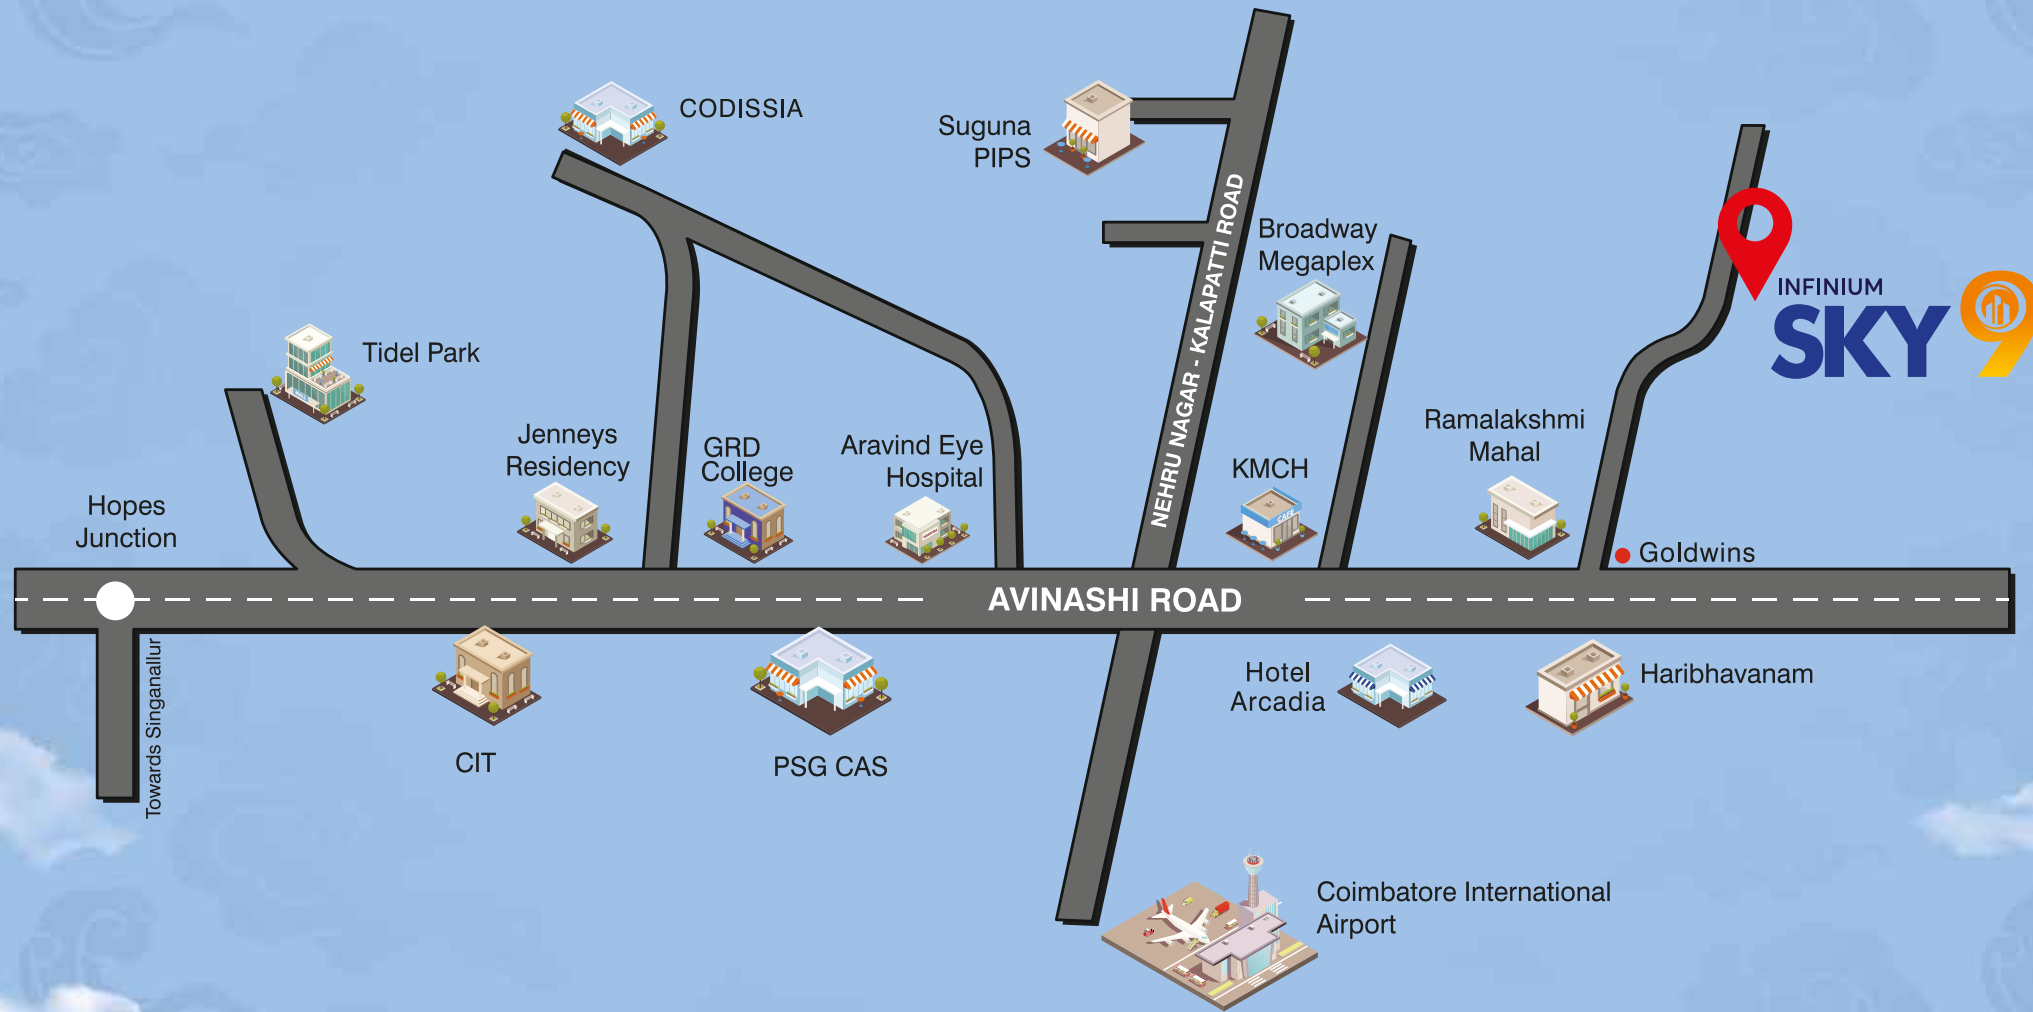 CODISSIA
Suguna
PIPS
NEHRU NAGAR - KALAPATTI ROAD
Broadway
Megaplex
INFINIUM
SKY 9
Tidel Park
Jenneys
Residency
GRD
College
Aravind Eye
Hospital
KMCH
CAFE
Ramalakshmi
Mahal
Hopes
Junction
Goldwins
AVINASHI ROAD
Towards Singanallur
CIT
PSG CAS
Hotel
Arcadia
Haribhavanam
Coimbatore International
Airport